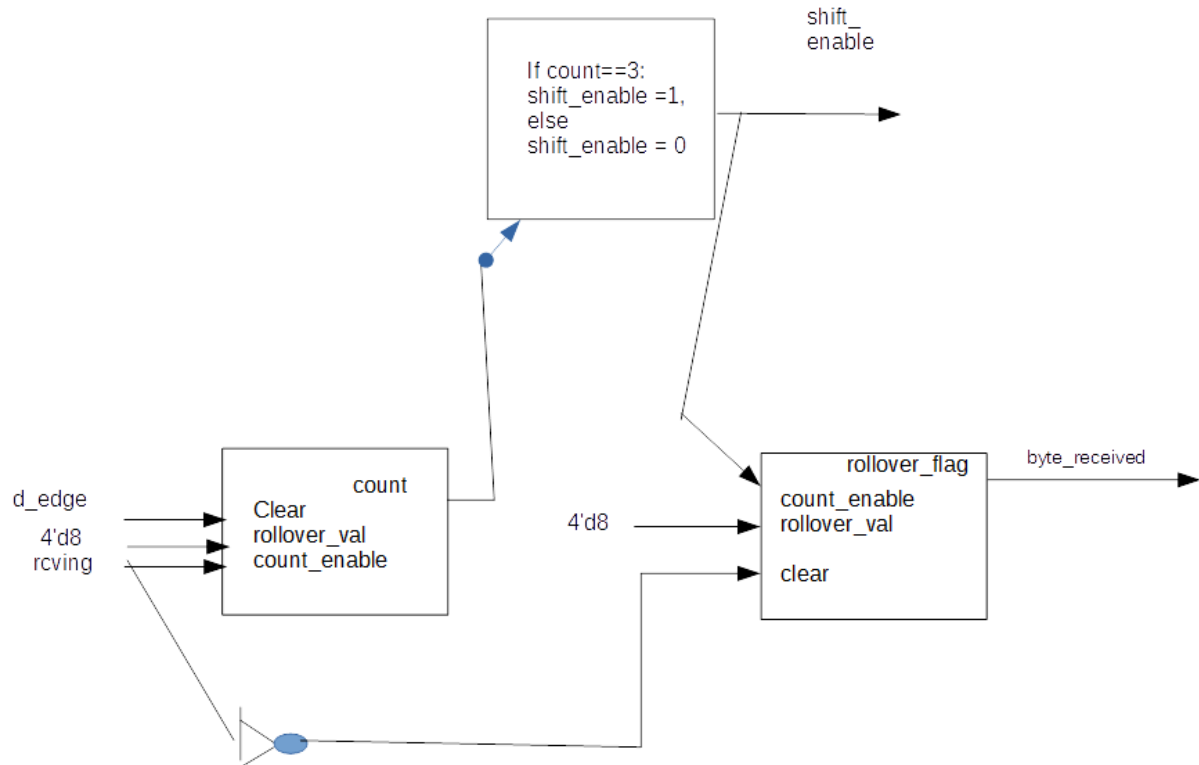 shift_
enable
If count==3:
shift_enable =1,
else
shift_enable = 0
d_edge
4'd8
rcving
count
Clear
rollover_val
count_enable
4'd8
rollover_flag
count_enable
rollover_val
clear
byte_received